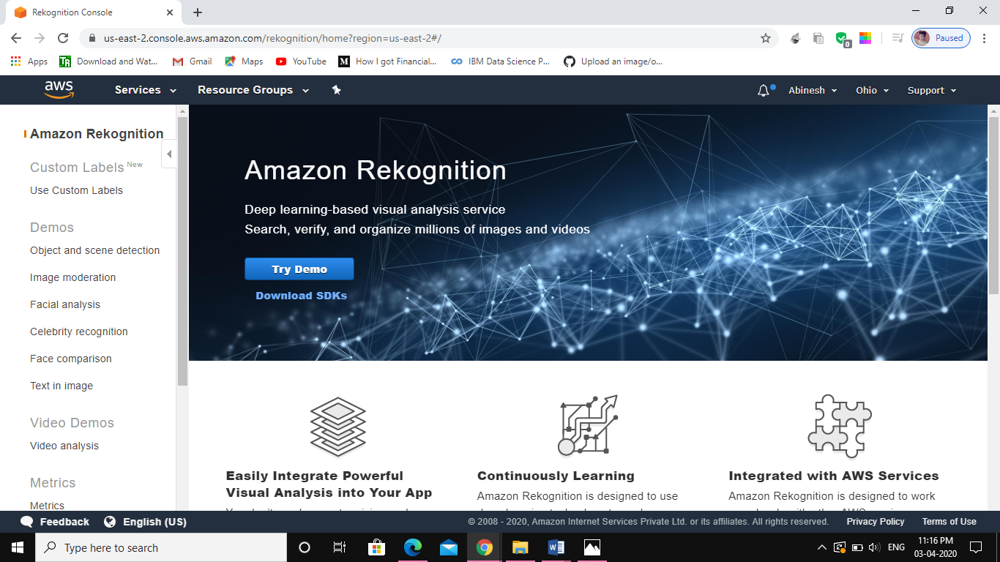 Rekognition Console
us-east-2.console.aws.amazon.com/rekognition/home?region=us-east-2#/
0
Paused
Apps
TR
Download and Wat...
Gmail
Maps
YouTube
M
How I got Financial...
IBM Data Science P...
Upload an image/o...
aws
Services
Resource Groups
Abinesh
Ohio
Support
Amazon Rekognition
Custom Labels New
Use Custom Labels
Demos
Object and scene detection
Image moderation
Facial analysis
Celebrity recognition
Face comparison
Text in image
Video Demos
Video analysis
Metrics
Metrics
Amazon Rekognition
Deep learning-based visual analysis service
Search, verify, and organize millions of images and videos
Try Demo
Download SDKs
Easily Integrate Powerful
Visual Analysis into Your App
Continuously Learning
Amazon Rekognition is designed to use
Integrated with AWS Services
Amazon Rekognition is designed to work
Feedback
English (US)
© 2008 - 2020, Amazon Internet Services Private Ltd. or its affiliates. All rights reserved.
Privacy Policy
Terms of Use
Type here to search
ENG
11:16 PM
03-04-2020